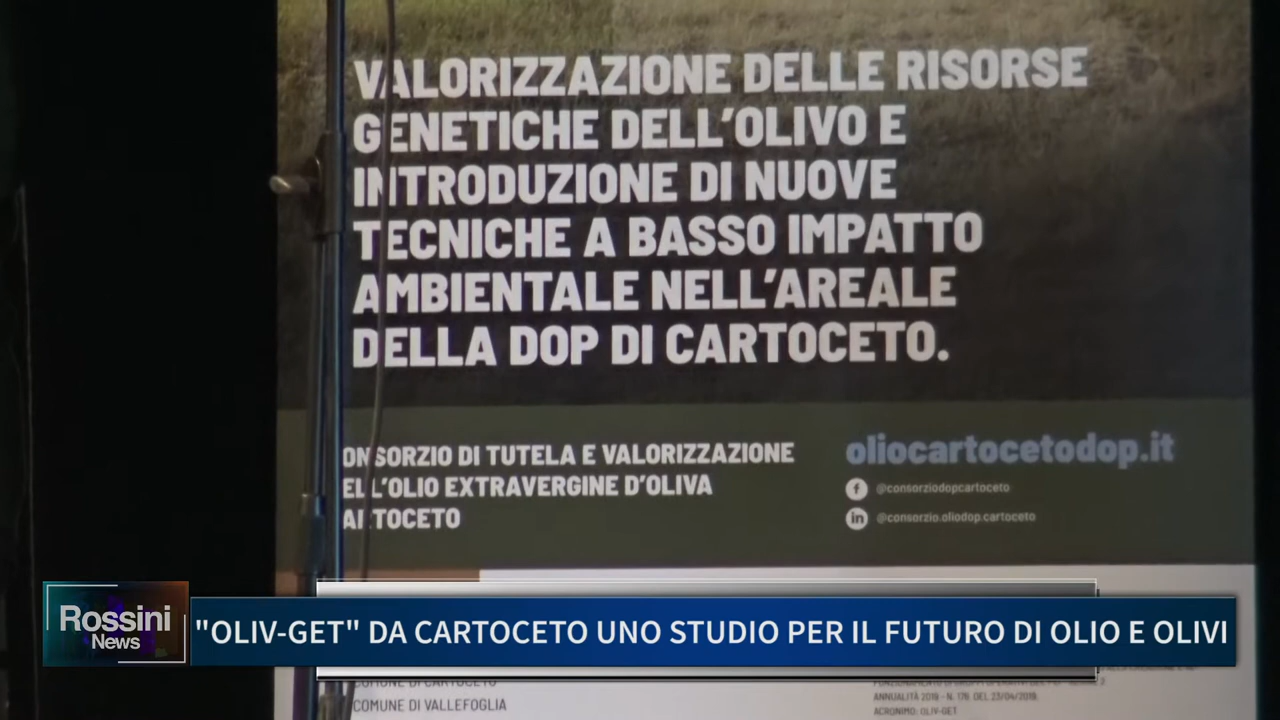 VALORIZZAZIONE DELLE RISORSE
GENETICHE DELL'OLIVO E
INTRODUZIONE DI NUOVE
TECNICHE A BASSO IMPATTO
AMBIENTALE NELL'AREALE
DELLA DOP DI CARTOCETO.
ONSORZIO DI TUTELA E VALORIZZAZIONE
ELL'OLIO EXTRAVERGINE D'OLIVA
ARTOCETO
oliocartocetodop.it
@consorziodopcartoceto
in @consorzio.oliodop.cartoceto
Rossini
News
"OLIV-GET" DA CARTOCETO UNO STUDIO PER IL FUTURO DI OLIO E OLIVI
COMUNE DI CARTOCETO
COMUNE DI VALLEFOGLIA
ANNUALITÀ 2019 - N. 178 DEL 23/04/2019.
ACRONIMO: OLIV-GET